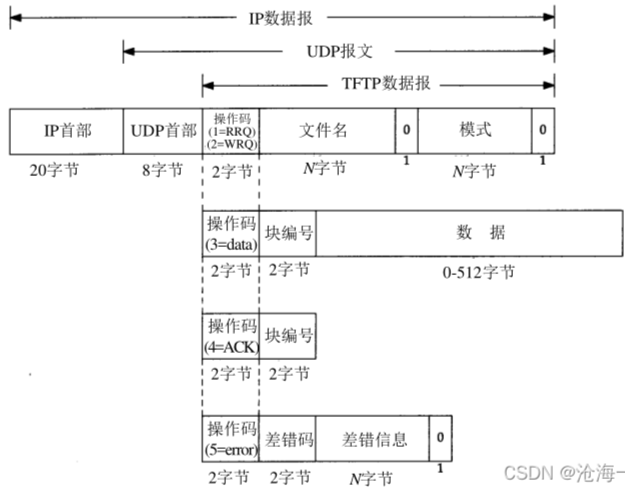 IP数据报
UDP报文
TFTP数据报
IP首部 UDP首部 操作码 (1=RRQ) (2=WRQ) 文件名 0 模式 0
20字节 8字节 2字节 N字节 1 N字节 1
操作码 (3=data) 块编号 数 据
2字节 2字节 0-512字节
操作码 (4=ACK) 块编号
2字节 2字节
操作码 (5=error) 差错码 差错信息 0
2字节 2字节 N字节 1
CSDN @沧海-